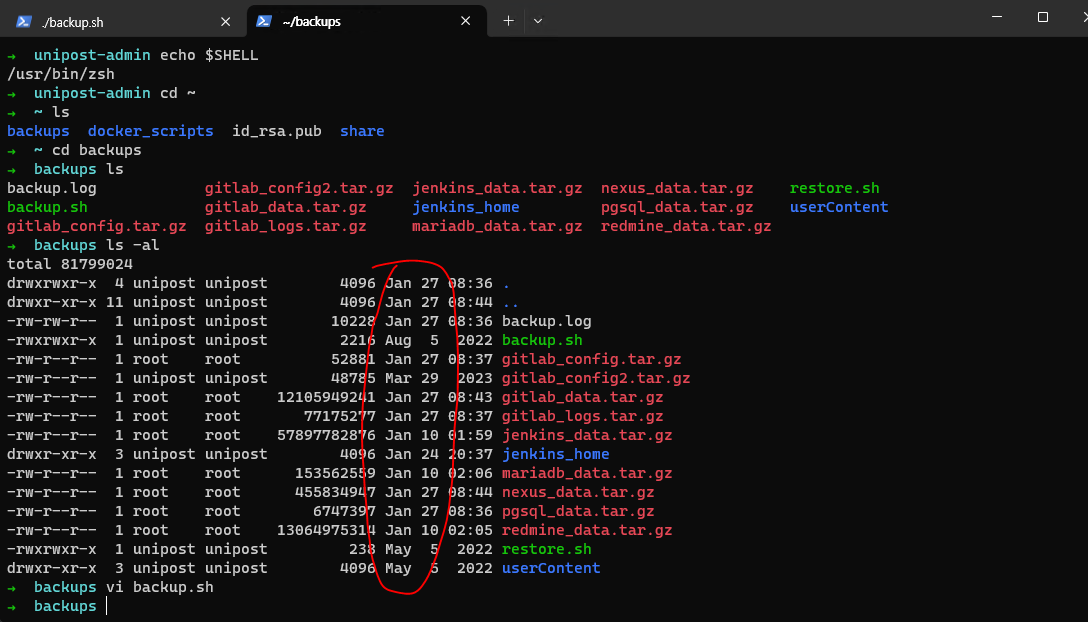 ./backup.sh
~/backups
→ unipost-admin echo $SHELL
/usr/bin/zsh
→ unipost-admin cd ~
→ ~ ls
backups docker_scripts id_rsa.pub share
→ ~ cd backups
→ backups ls
backup.log gitlab_config2.tar.gz jenkins_data.tar.gz nexus_data.tar.gz restore.sh
backup.sh gitlab_data.tar.gz jenkins_home pgsql_data.tar.gz userContent
gitlab_config.tar.gz gitlab_logs.tar.gz mariadb_data.tar.gz redmine_data.tar.gz
→ backups ls -al
total 81799024
drwxrwxr-x 4 unipost unipost 4096 Jan 27 08:36 .
drwxr-xr-x 11 unipost unipost 4096 Jan 27 08:44 ..
-rw-rw-r-- 1 unipost unipost 10228 Jan 27 08:36 backup.log
-rwxrwxr-x 1 unipost unipost 2216 Aug 5 2022 backup.sh
-rw-r--r-- 1 root root 52881 Jan 27 08:37 gitlab_config.tar.gz
-rw-r--r-- 1 unipost unipost 48785 Mar 29 2023 gitlab_config2.tar.gz
-rw-r--r-- 1 root root 12105949241 Jan 27 08:43 gitlab_data.tar.gz
-rw-r--r-- 1 root root 77175277 Jan 27 08:37 gitlab_logs.tar.gz
-rw-r--r-- 1 root root 57897782876 Jan 10 01:59 jenkins_data.tar.gz
drwxr-xr-x 3 unipost unipost 4096 Jan 24 20:37 jenkins_home
-rw-r--r-- 1 root root 153562559 Jan 10 02:06 mariadb_data.tar.gz
-rw-r--r-- 1 root root 455834947 Jan 27 08:44 nexus_data.tar.gz
-rw-r--r-- 1 root root 6747397 Jan 27 08:36 pgsql_data.tar.gz
-rw-r--r-- 1 root root 13064975314 Jan 10 02:05 redmine_data.tar.gz
-rwxrwxr-x 1 unipost unipost 238 May 5 2022 restore.sh
drwxr-xr-x 3 unipost unipost 4096 May 6 2022 userContent
→ backups vi backup.sh
→ backups